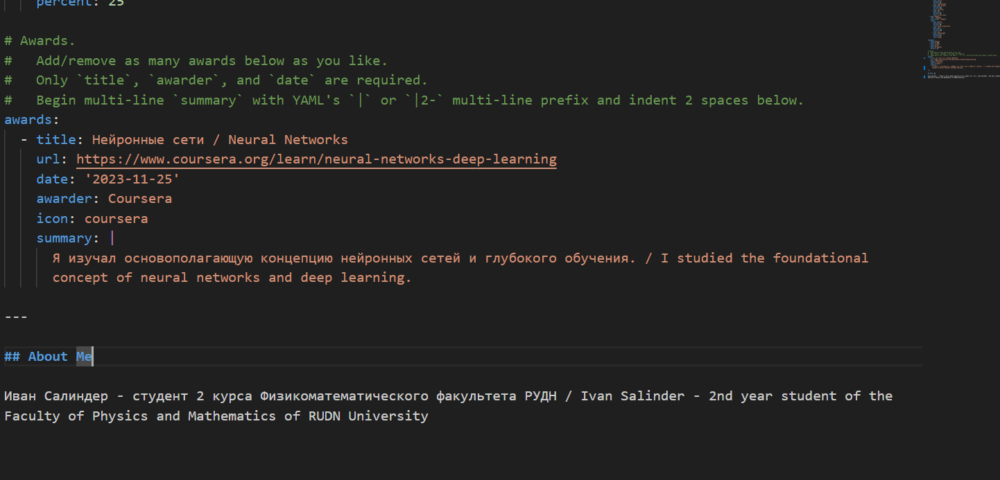 percent: 25
# Awards.
#   Add/remove as many awards below as you like.
#   Only `title`, `awarder`, and `date` are required.
#   Begin multi-line `summary` with YAML's `|` or `|2-` multi-line prefix and indent 2 spaces below.
awards:
  - title: Нейронные сети / Neural Networks
    url: https://www.coursera.org/learn/neural-networks-deep-learning
    date: '2023-11-25'
    awarder: Coursera
    icon: coursera
    summary: |
      Я изучал основополагающую концепцию нейронных сетей и глубокого обучения. / I studied the foundational
      concept of neural networks and deep learning.
---
## About Me
Иван Салиндер - студент 2 курса Физикоматематического факультета РУДН / Ivan Salinder - 2nd year student of the
Faculty of Physics and Mathematics of RUDN University